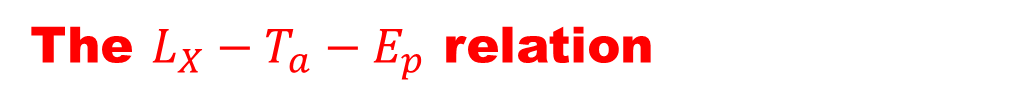 The $L_X - T_a - E_p$ relation